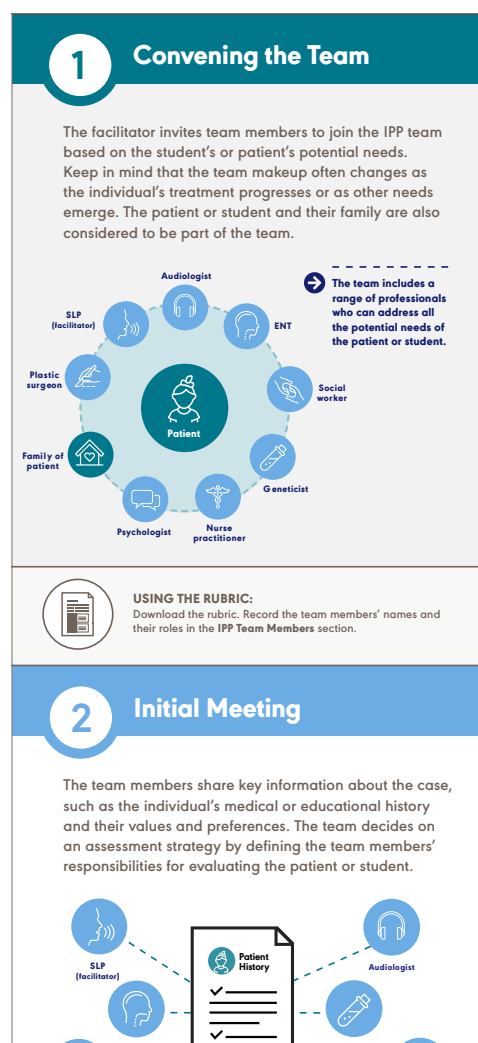 1
Convening the Team
The facilitator invites team members to join the IPP team
based on the student’s or patient’s potential needs.
Keep in mind that the team makeup often changes as
the individual’s treatment progresses or as other needs
emerge. The patient or student and their family are also
considered to be part of the team.
Audiologist
SLP
(facilitator)
ENT
Plastic
surgeon
Social
worker
Patient
Family of
patient
Geneticist
Psychologist
Nurse
practitioner
The team includes a
range of professionals
who can address all
the potential needs of
the patient or student.
USING THE RUBRIC:
Download the rubric. Record the team members’ names and
their roles in the IPP Team Members section.
2
Initial Meeting
The team members share key information about the case,
such as the individual’s medical or educational history
and their values and preferences. The team decides on
an assessment strategy by defining the team members’
responsibilities for evaluating the patient or student.
SLP
(facilitator)
Patient
History
Audiologist